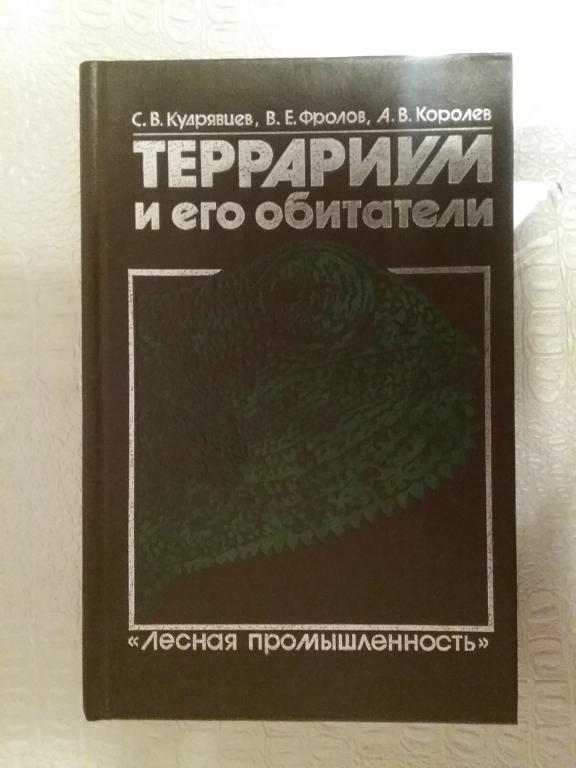 С. В. Кудрявцев, В. Е. Фролов, А. В. Королев
ТЕРРАРИУМ
и его обитатели
«Лесная промышленность»